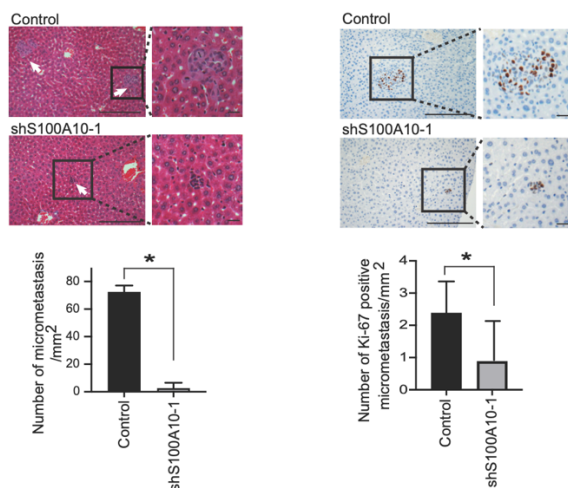 Control
shS100A10-1
Number of micrometastasis
/mm2
80
60
40
20
0
*
Control
shS100A10-1
Control
shS100A10-1
Number of Ki-67 positive
micrometastasis/mm2
4
3
2
1
0
*
Control
shS100A10-1